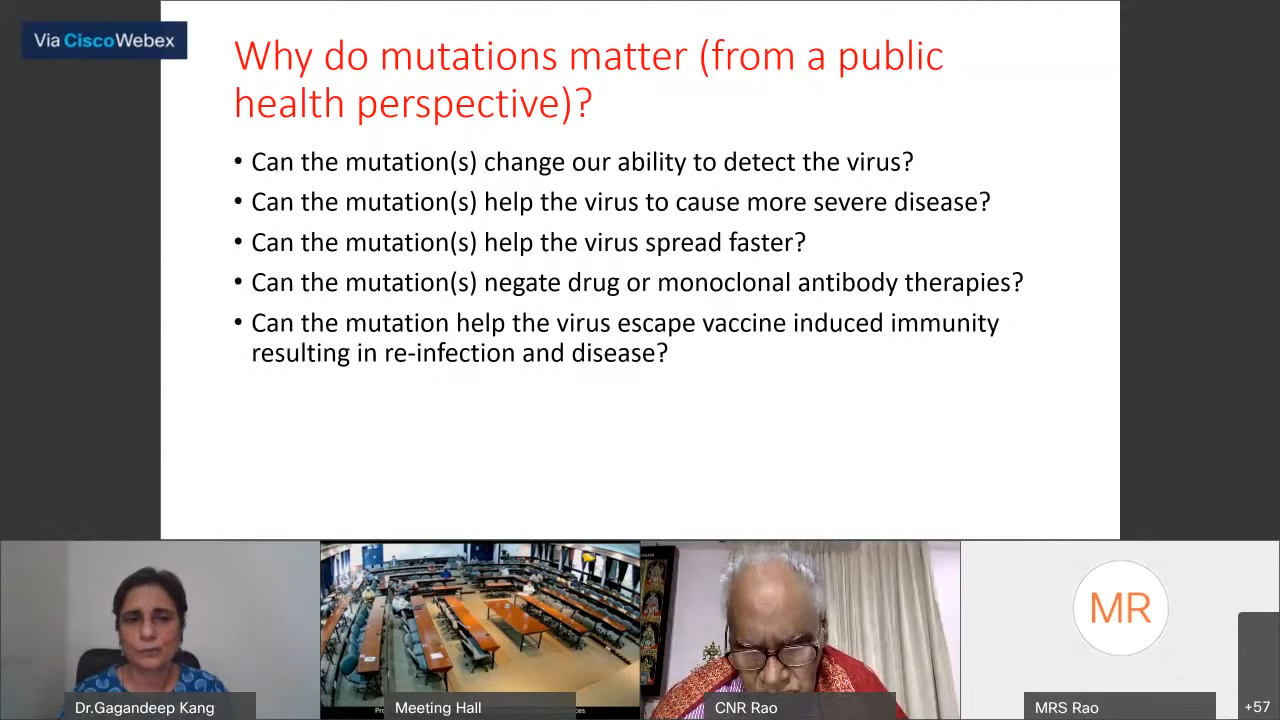 Via CiscoWebex
Why do mutations matter (from a public
health perspective)?
• Can the mutation(s) change our ability to detect the virus?
• Can the mutation(s) help the virus to cause more severe disease?
• Can the mutation(s) help the virus spread faster?
• Can the mutation(s) negate drug or monoclonal antibody therapies?
• Can the mutation help the virus escape vaccine induced immunity
resulting in re-infection and disease?
MR
Dr.Gagandeep Kang
Meeting Hall
CNR Rao
MRS Rao
+57